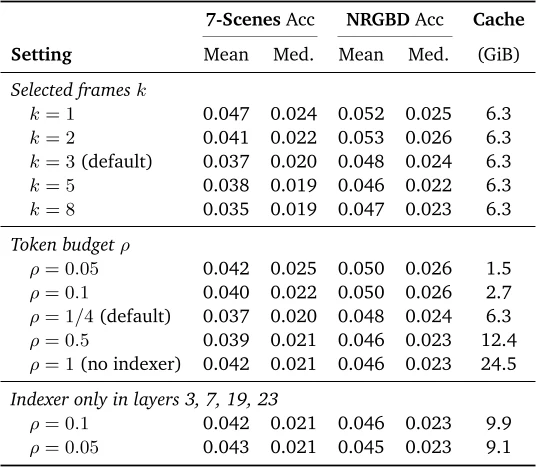 7-Scenes Acc NRGBD Acc Cache
Setting Mean Med. Mean Med. (GiB)
Selected frames k
k = 1 0.047 0.024 0.052 0.025 6.3
k = 2 0.041 0.022 0.053 0.026 6.3
k = 3 (default) 0.037 0.020 0.048 0.024 6.3
k = 5 0.038 0.019 0.046 0.022 6.3
k = 8 0.035 0.019 0.047 0.023 6.3
Token budget ρ
ρ = 0.05 0.042 0.025 0.050 0.026 1.5
ρ = 0.1 0.040 0.022 0.050 0.026 2.7
ρ = 1/4 (default) 0.037 0.020 0.048 0.024 6.3
ρ = 0.5 0.039 0.021 0.046 0.023 12.4
ρ = 1 (no indexer) 0.042 0.021 0.046 0.023 24.5
Indexer only in layers 3, 7, 19, 23
ρ = 0.1 0.042 0.021 0.046 0.023 9.9
ρ = 0.05 0.043 0.021 0.045 0.023 9.1